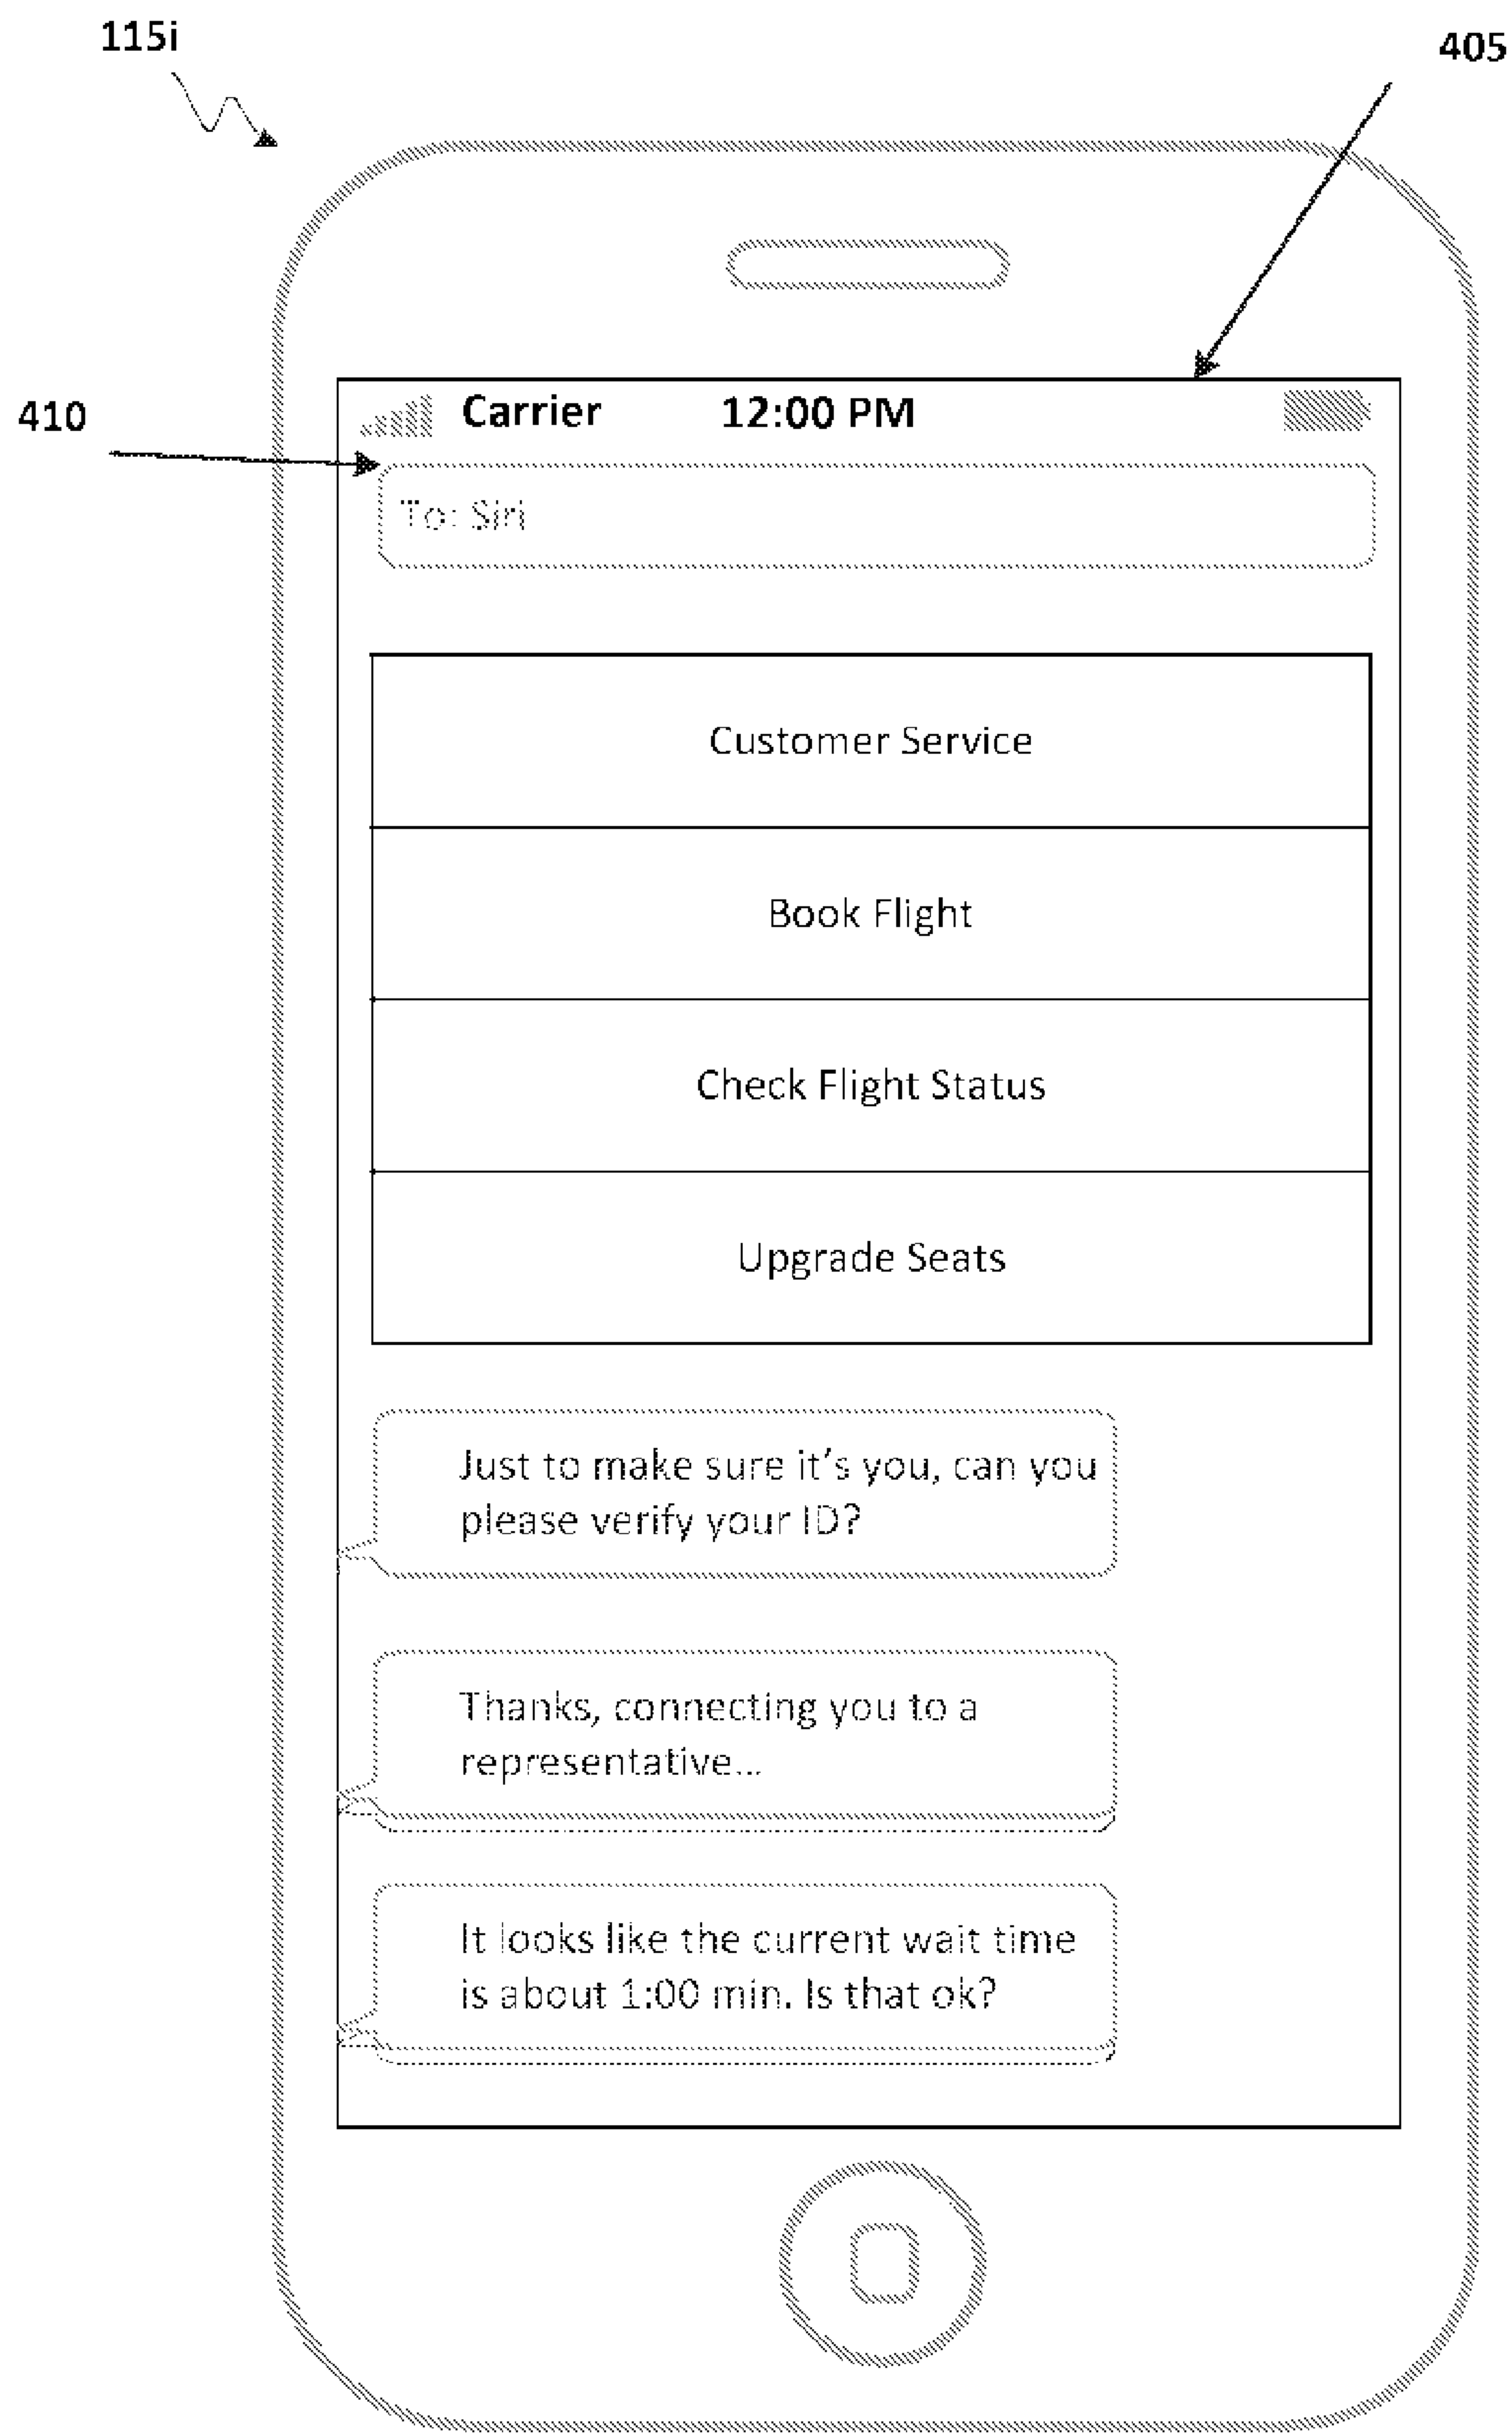 115i
405
410
Carrier 12:00 PM
To: Siri
Customer Service
Book Flight
Check Flight Status
Upgrade Seats
Just to make sure it's you, can you
please verify your ID?
Thanks, connecting you to a
representative...
It looks like the current wait time
is about 1:00 min. Is that ok?